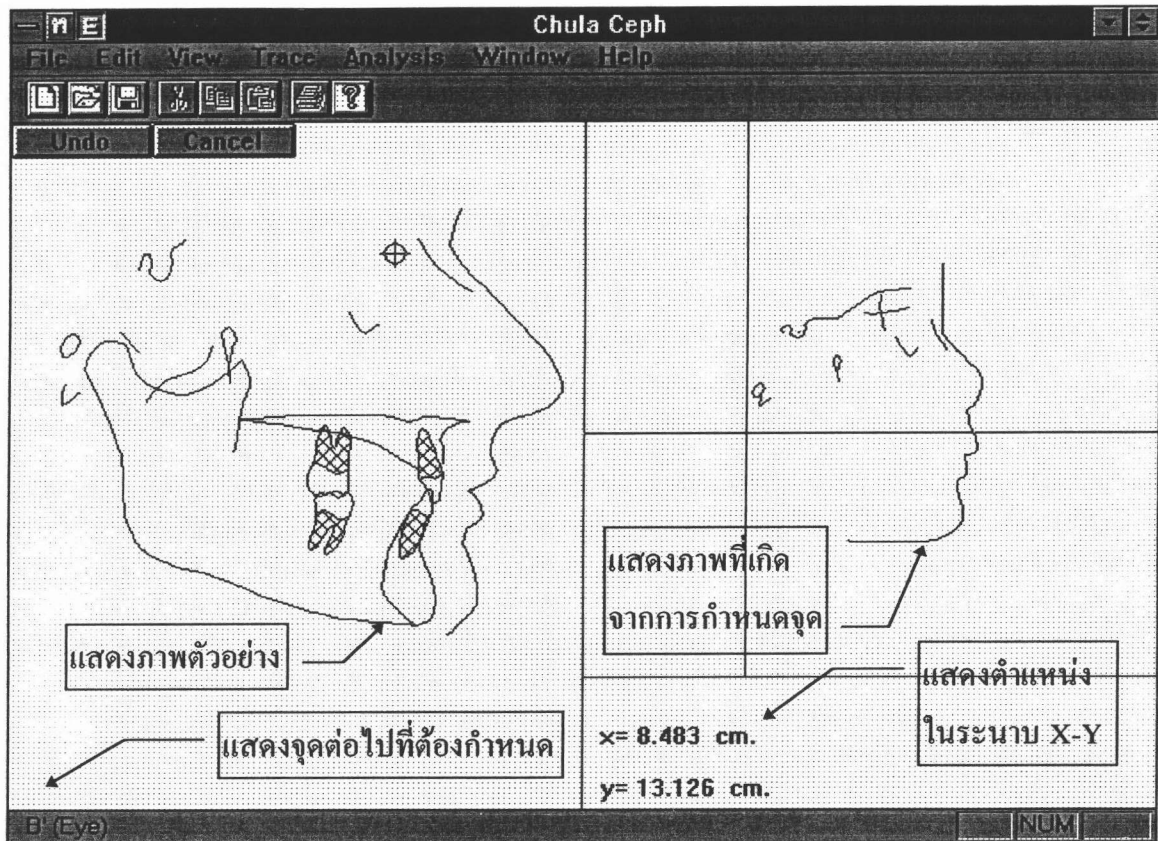 ก E Chula Ceph
File Edit View Trace Analysis Window Help
Undo Cancel
แสดงภาพที่เกิด
จากการกำหนดจุด
แสดงภาพตัวอย่าง
แสดงตำแหน่ง
ในระนาบ X-Y
แสดงจุดต่อไปที่ต้องกำหนด
x= 8.483 cm.
y= 13.126 cm.
B' (Eye)
NUM